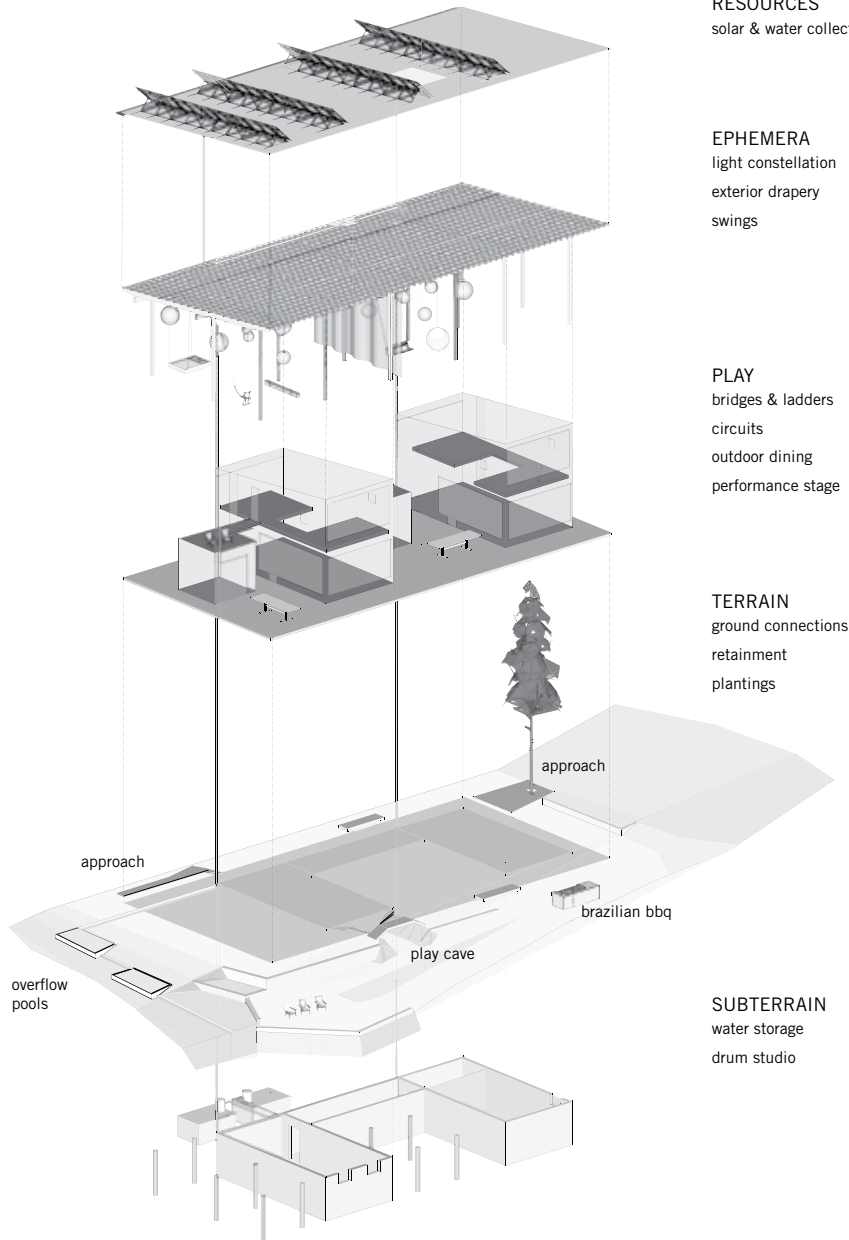 RESOURCES
solar & water collec
EPHEMERA
light constellation
exterior drapery
swings
PLAY
bridges & ladders
circuits
outdoor dining
performance stage
TERRAIN
ground connections
retainment
plantings
approach
approach
brazilian bbq
play cave
overflow
pools
SUBTERRAIN
water storage
drum studio